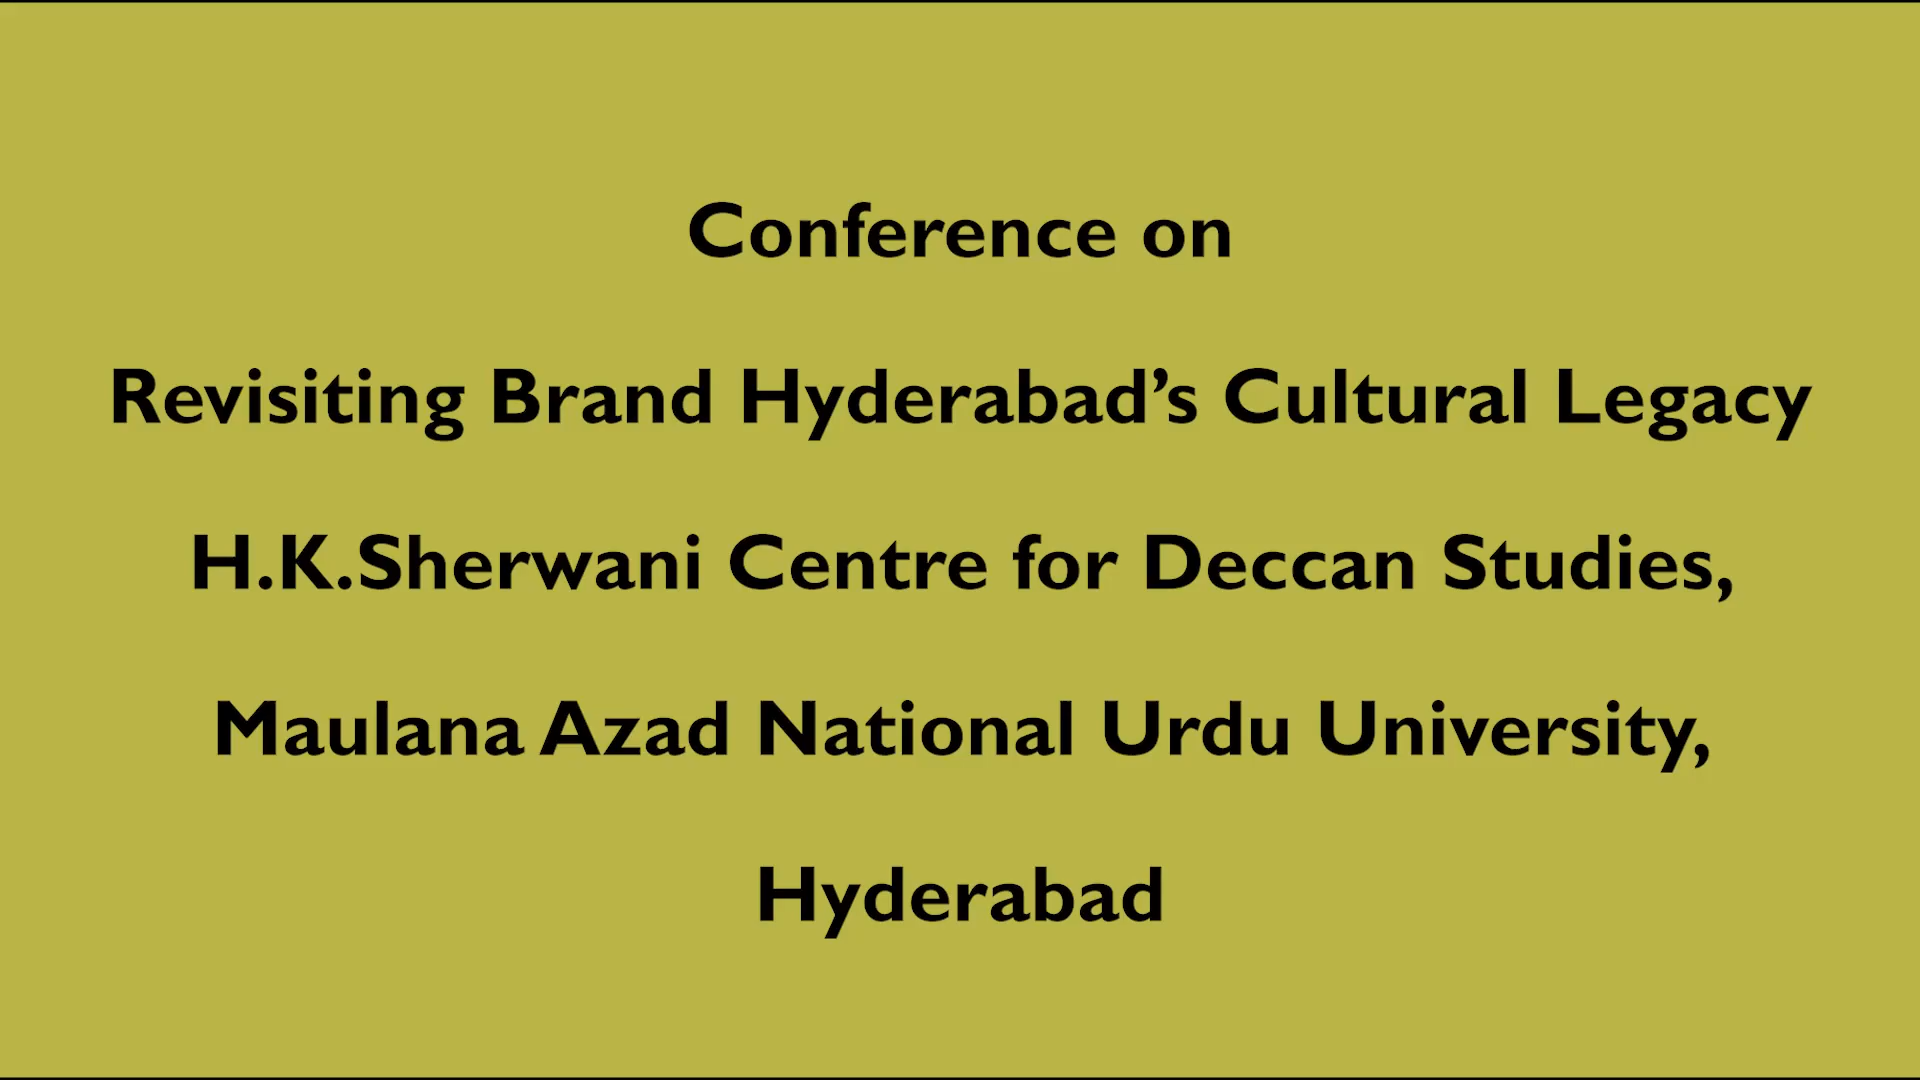 Conference on
Revisiting Brand Hyderabad’s Cultural Legacy
H.K.Sherwani Centre for Deccan Studies,
Maulana Azad National Urdu University,
Hyderabad